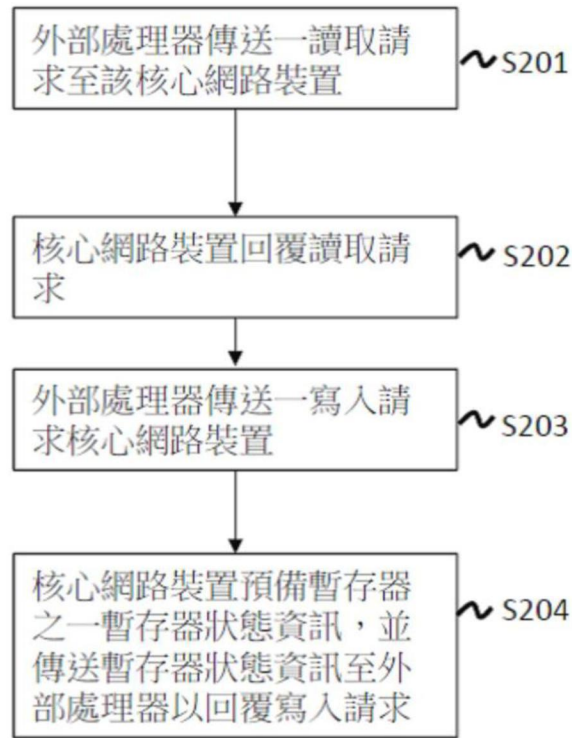 外部處理器傳送一讀取請
求至該核心網路裝置
S201
核心網路裝置回覆讀取請
求
S202
外部處理器傳送一寫入請
求核心網路裝置
S203
核心網路裝置預備暫存器
之一暫存器狀態資訊，並
傳送暫存器狀態資訊至外
部處理器以回覆寫入請求
S204